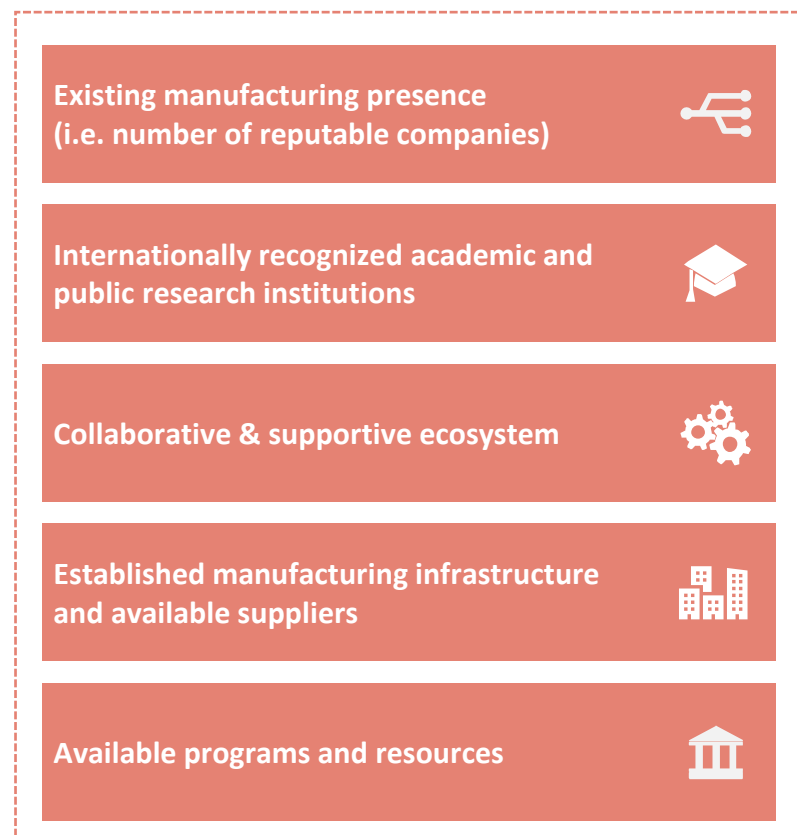 Existing manufacturing presence
(i.e. number of reputable companies)
Internationally recognized academic and
public research institutions
Collaborative & supportive ecosystem
Established manufacturing infrastructure
and available suppliers
Available programs and resources